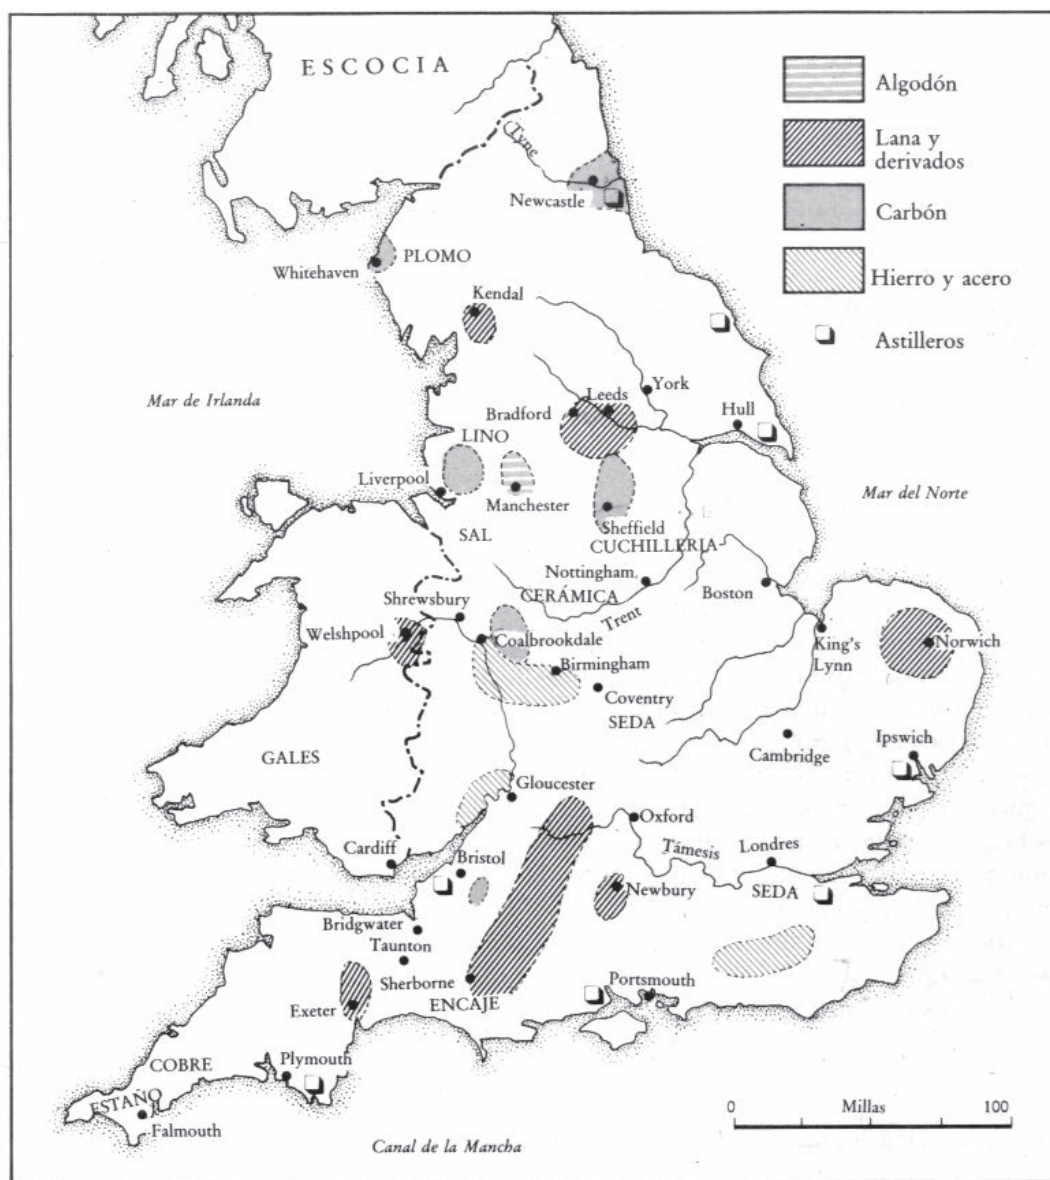 ESCOCIA
Algodón
Lana y
derivados
Carbón
Hierro y acero
Astilleros
Tyne
Newcastle
PLOMO
Whitehaven
Kendal
Mar de Irlanda
Leeds
York
Bradford
Hull
LINO
Liverpool
Manchester
Mar del Norte
SAL
Sheffield
CUCHILLERIA
Nottingham
CERÁMICA
Boston
Trent
Shrewsbury
Welshpool
Coalbrookdale
King's
Lynn
Norwich
Birmingham
Coventry
SEDA
GALES
Cambridge
Ipswich
Gloucester
Oxford
Támesis
Londres
Cardiff
Bristol
Newbury
SEDA
Bridgwater
Taunton
Sherborne
Portsmouth
ENCAJE
Exeter
COBRE
Plymouth
ESTAÑO
Falmouth
0 Millas 100
Canal de la Mancha